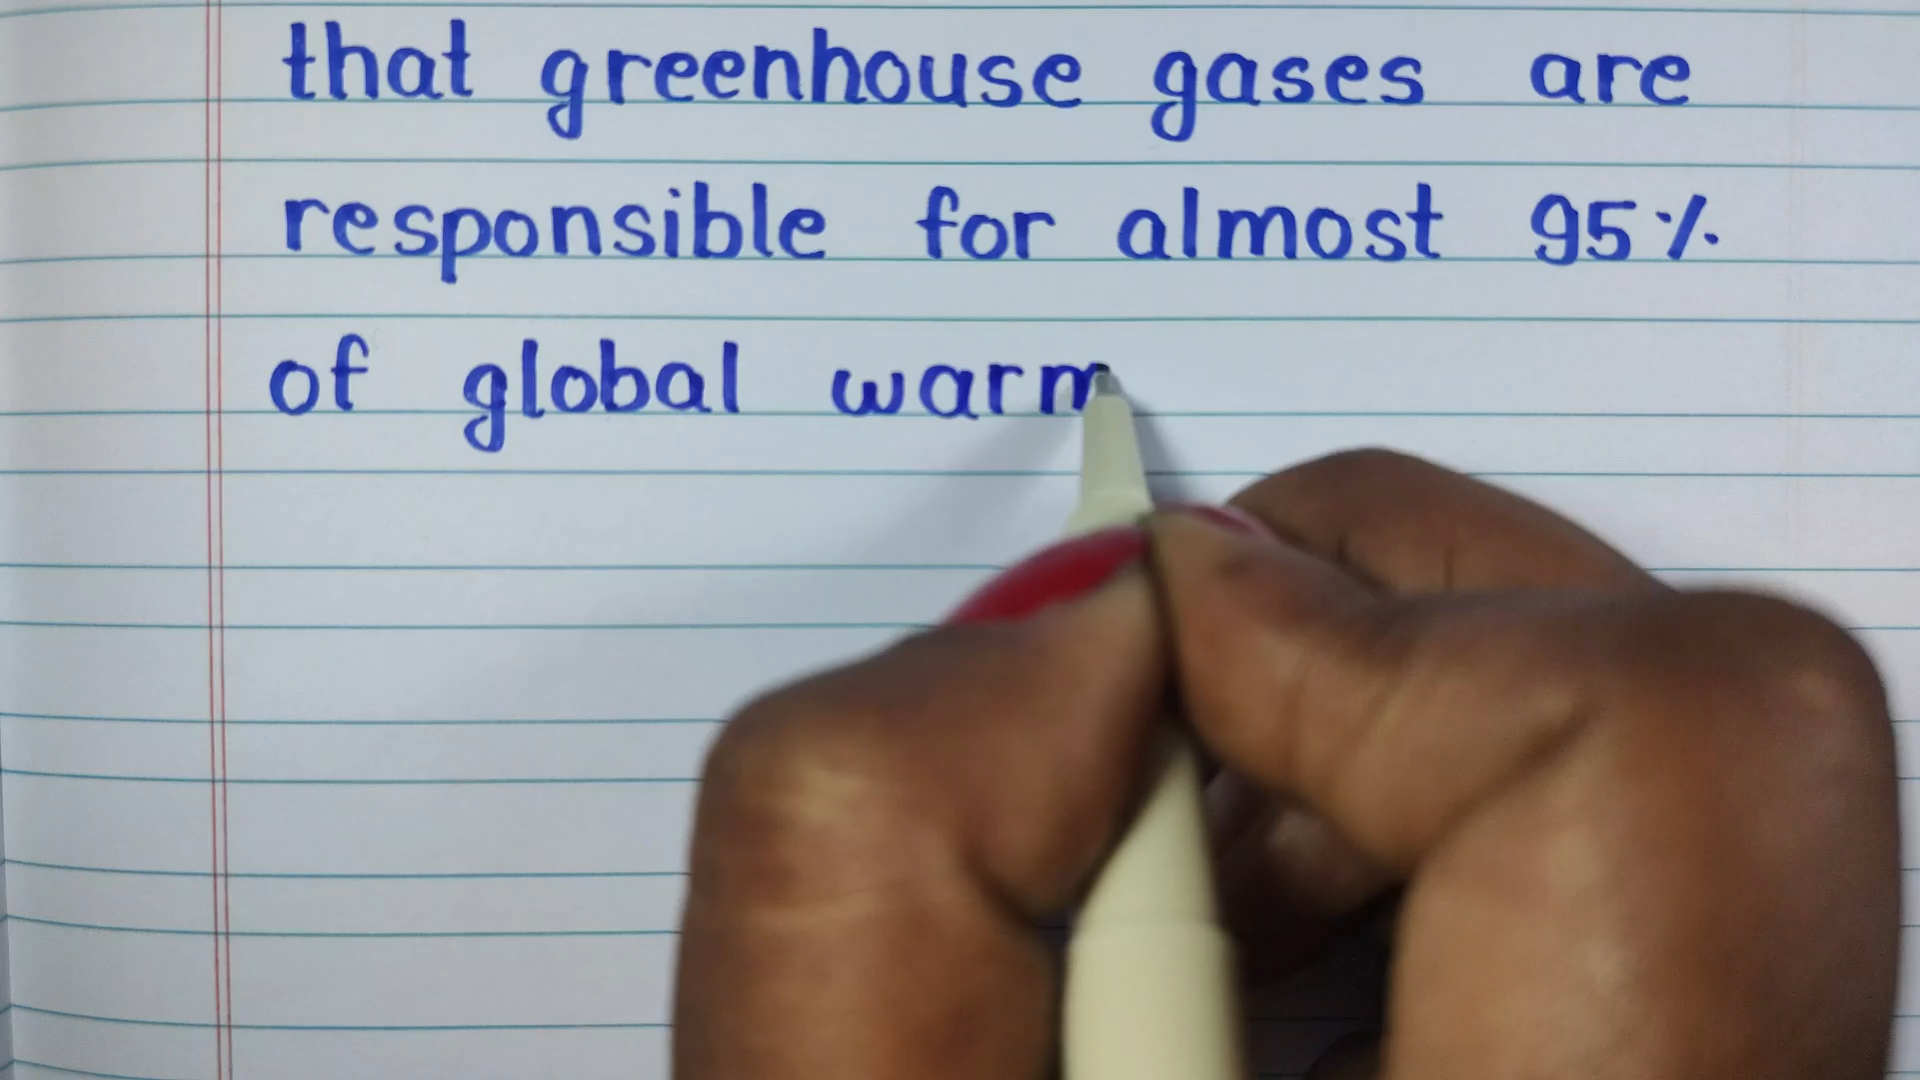 that greenhouse gases are
responsible for almost 95%
of global warm